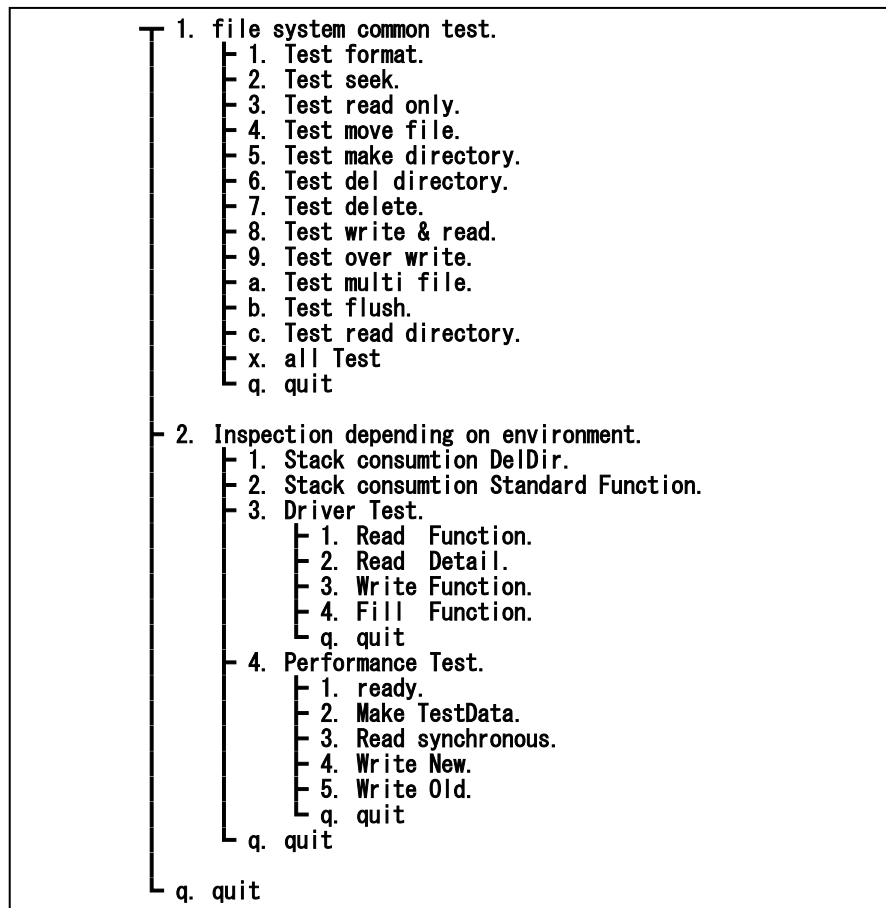 1. file system common test.
1. Test format.
2. Test seek.
3. Test read only.
4. Test move file.
5. Test make directory.
6. Test del directory.
7. Test delete.
8. Test write & read.
9. Test over write.
a. Test multi file.
b. Test flush.
c. Test read directory.
x. all Test
q. quit
2. Inspection depending on environment.
1. Stack consumtion DelDir.
2. Stack consumtion Standard Function.
3. Driver Test.
1. Read Function.
2. Read Detail.
3. Write Function.
4. Fill Function.
q. quit
4. Performance Test.
1. ready.
2. Make TestData.
3. Read synchronous.
4. Write New.
5. Write Old.
q. quit
q. quit
q. quit